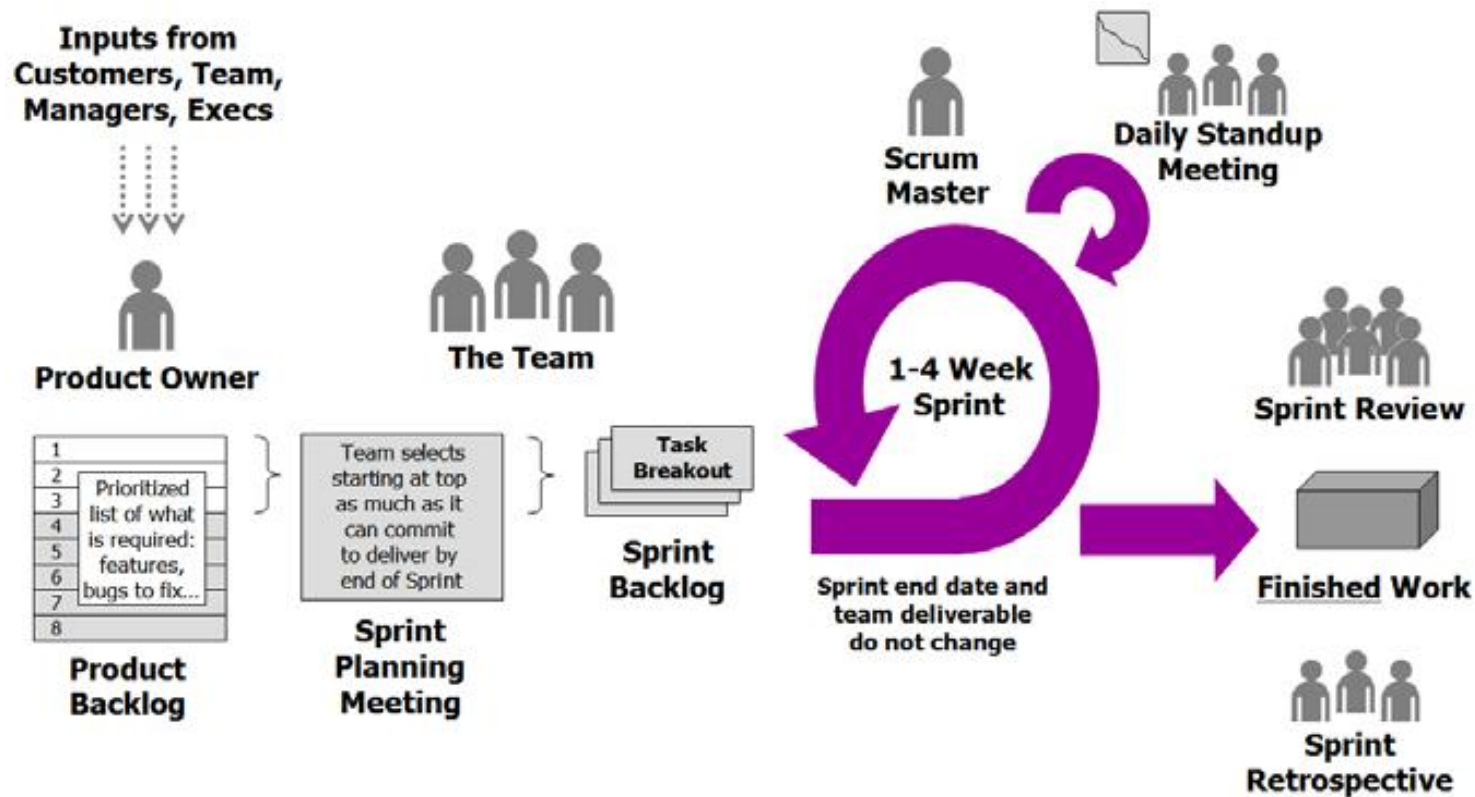 Inputs from
Customers, Team,
Managers, Execs
Product Owner
The Team
Scrum
Master
Daily Standup
Meeting
1
2
3
4
5
6
7
8
Prioritized
list of what
is required:
features,
bugs to fix...
Product
Backlog
Team selects
starting at top
as much as it
can commit
to deliver by
end of Sprint
Sprint
Planning
Meeting
Task
Breakout
Sprint
Backlog
1-4 Week
Sprint
Sprint end date and
team deliverable
do not change
Sprint Review
Finished Work
Sprint
Retrospective